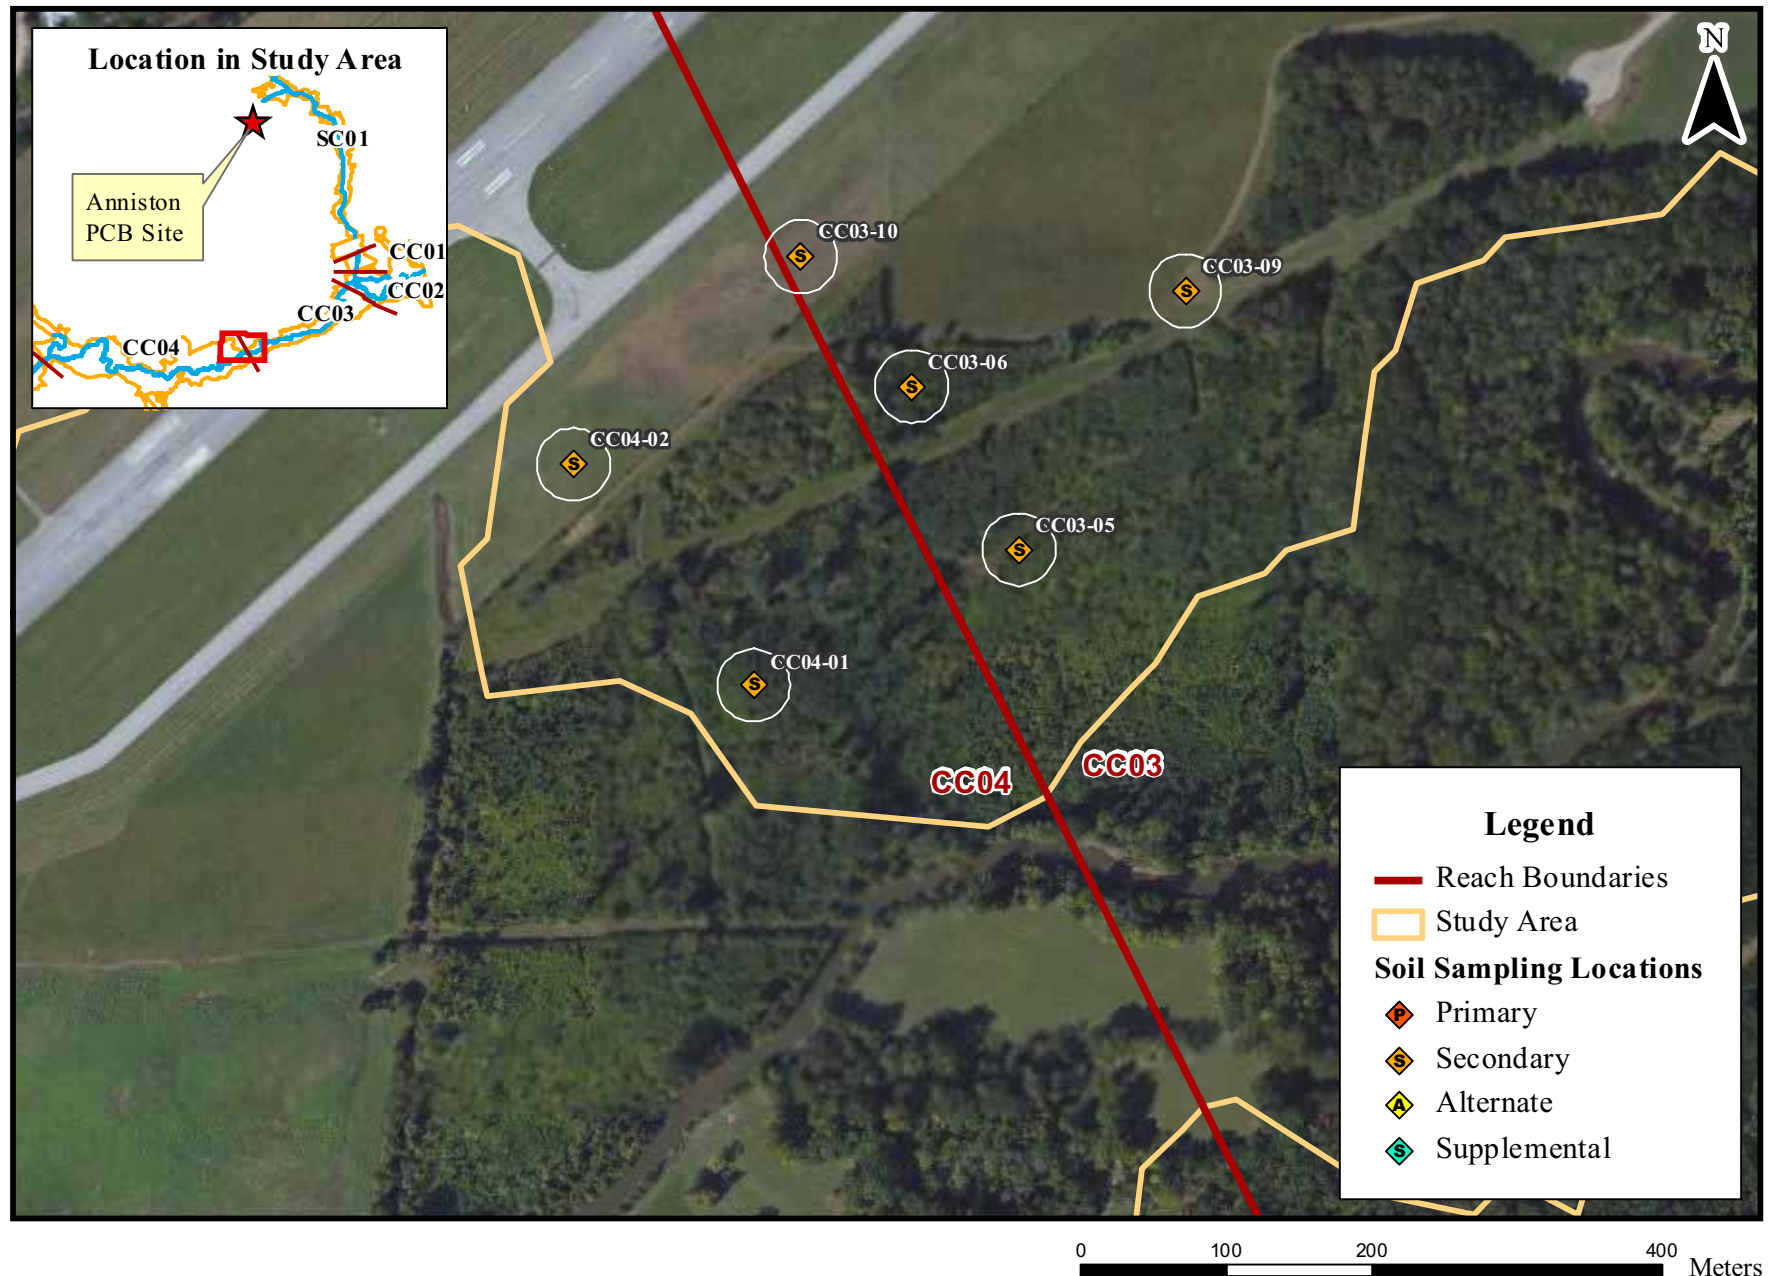 Location in Study Area
SC01
Anniston
PCB Site
CC01
CC02
CC03
CC04
N
CC03-10
S
CC03-09
S
CC03-06
S
CC04-02
S
CC03-05
S
CC04-01
S
CC04
CC03
Legend
Reach Boundaries
Study Area
Soil Sampling Locations
P Primary
S Secondary
A Alternate
S Supplemental
0 100 200 400
Meters